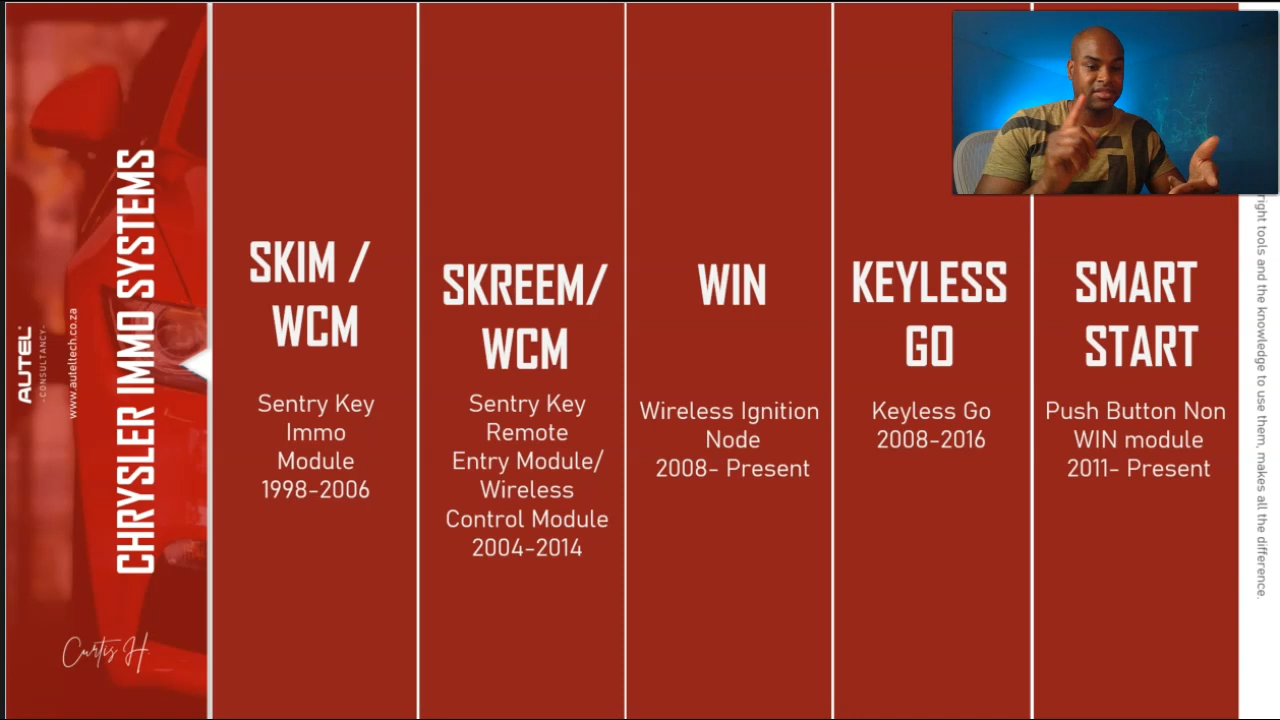 AUTEL
-CONSULTANCY-
www.auteltech.co.za
CHRYSLER IMMO SYSTEMS
Curtis H.
SKIM /
WCM
Sentry Key
Immo
Module
1998-2006
SKREEM/
WCM
Sentry Key
Remote
Entry Module/
Wireless
Control Module
2004-2014
WIN
Wireless Ignition
Node
2008- Present
KEYLESS
GO
Keyless Go
2008-2016
SMART
START
Push Button Non
WIN module
2011- Present
right tools and the knowledge to use them, makes all the difference.